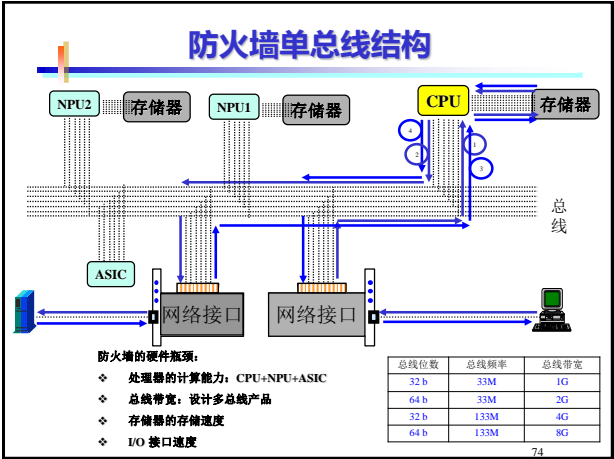 防火墙单总线结构
NPU2
存储器
NPU1
存储器
CPU
存储器
4
2
1
3
总
线
ASIC
网络接口
网络接口
防火墙的硬件瓶颈:
❖ 处理器的计算能力: CPU+NPU+ASIC
❖ 总线带宽: 设计多总线产品
❖ 存储器的存储速度
❖ I/O 接口速度
总线位数 总线频率 总线带宽
32 b 33M 1G
64 b 33M 2G
32 b 133M 4G
64 b 133M 8G
74